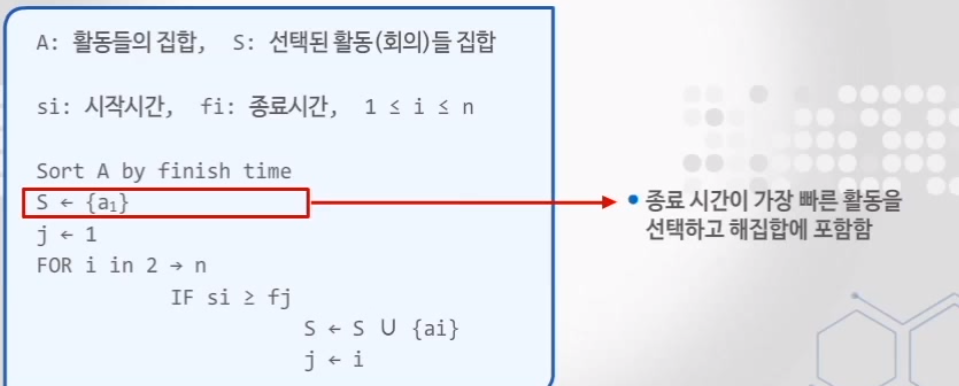 A: 활동들의 집합,  S: 선택된 활동(회의)들 집합
si: 시작시간,  fi: 종료시간,  1 ≤ i ≤ n
Sort A by finish time
S ← {a₁}
j ← 1
FOR i in 2 → n
IF si ≥ fj
S ← S ∪ {ai}
j ← i
• 종료 시간이 가장 빠른 활동을
선택하고 해집합에 포함함